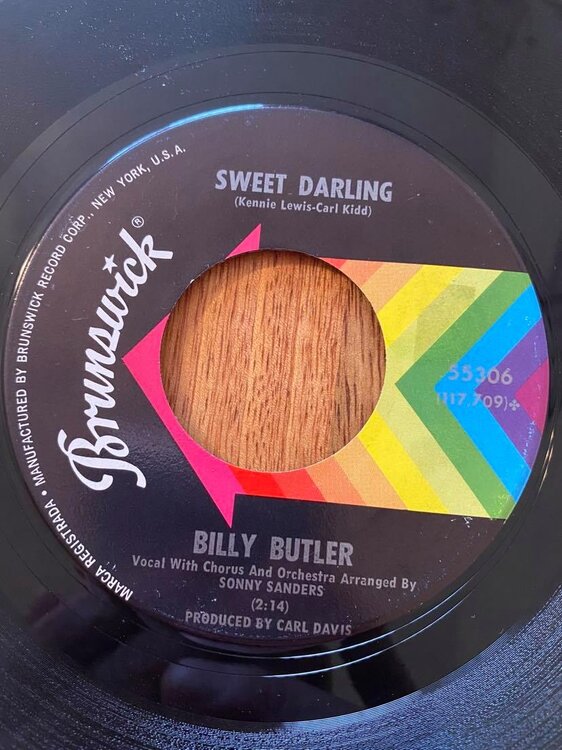 SWEET DARLING
(Kennie Lewis-Carl Kidd)
Brunswick®
MARCA REGISTRADA • MANUFACTURED BY BRUNSWICK RECORD CORP., NEW YORK, U.S.A.
55306
(117,709)✤
BILLY BUTLER
Vocal With Chorus And Orchestra Arranged By
SONNY SANDERS
(2:14)
PRODUCED BY CARL DAVIS